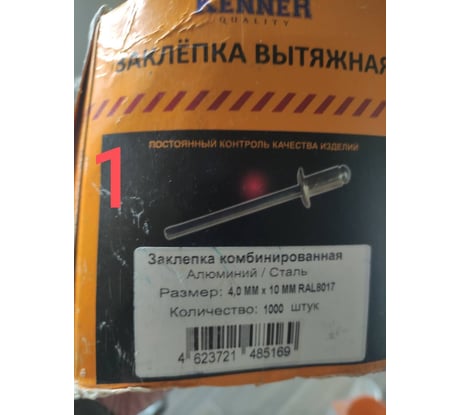 KENNER
QUALITY
ЗАКЛЁПКА ВЫТЯЖНАЯ
ПОСТОЯННЫЙ КОНТРОЛЬ КАЧЕСТВА ИЗДЕЛИЙ
1
Заклепка комбинированная
Алюминий / Сталь
Размер: 4,0 ММ х 10 ММ RAL8017
Количество: 1000 штук
4 623721 485169